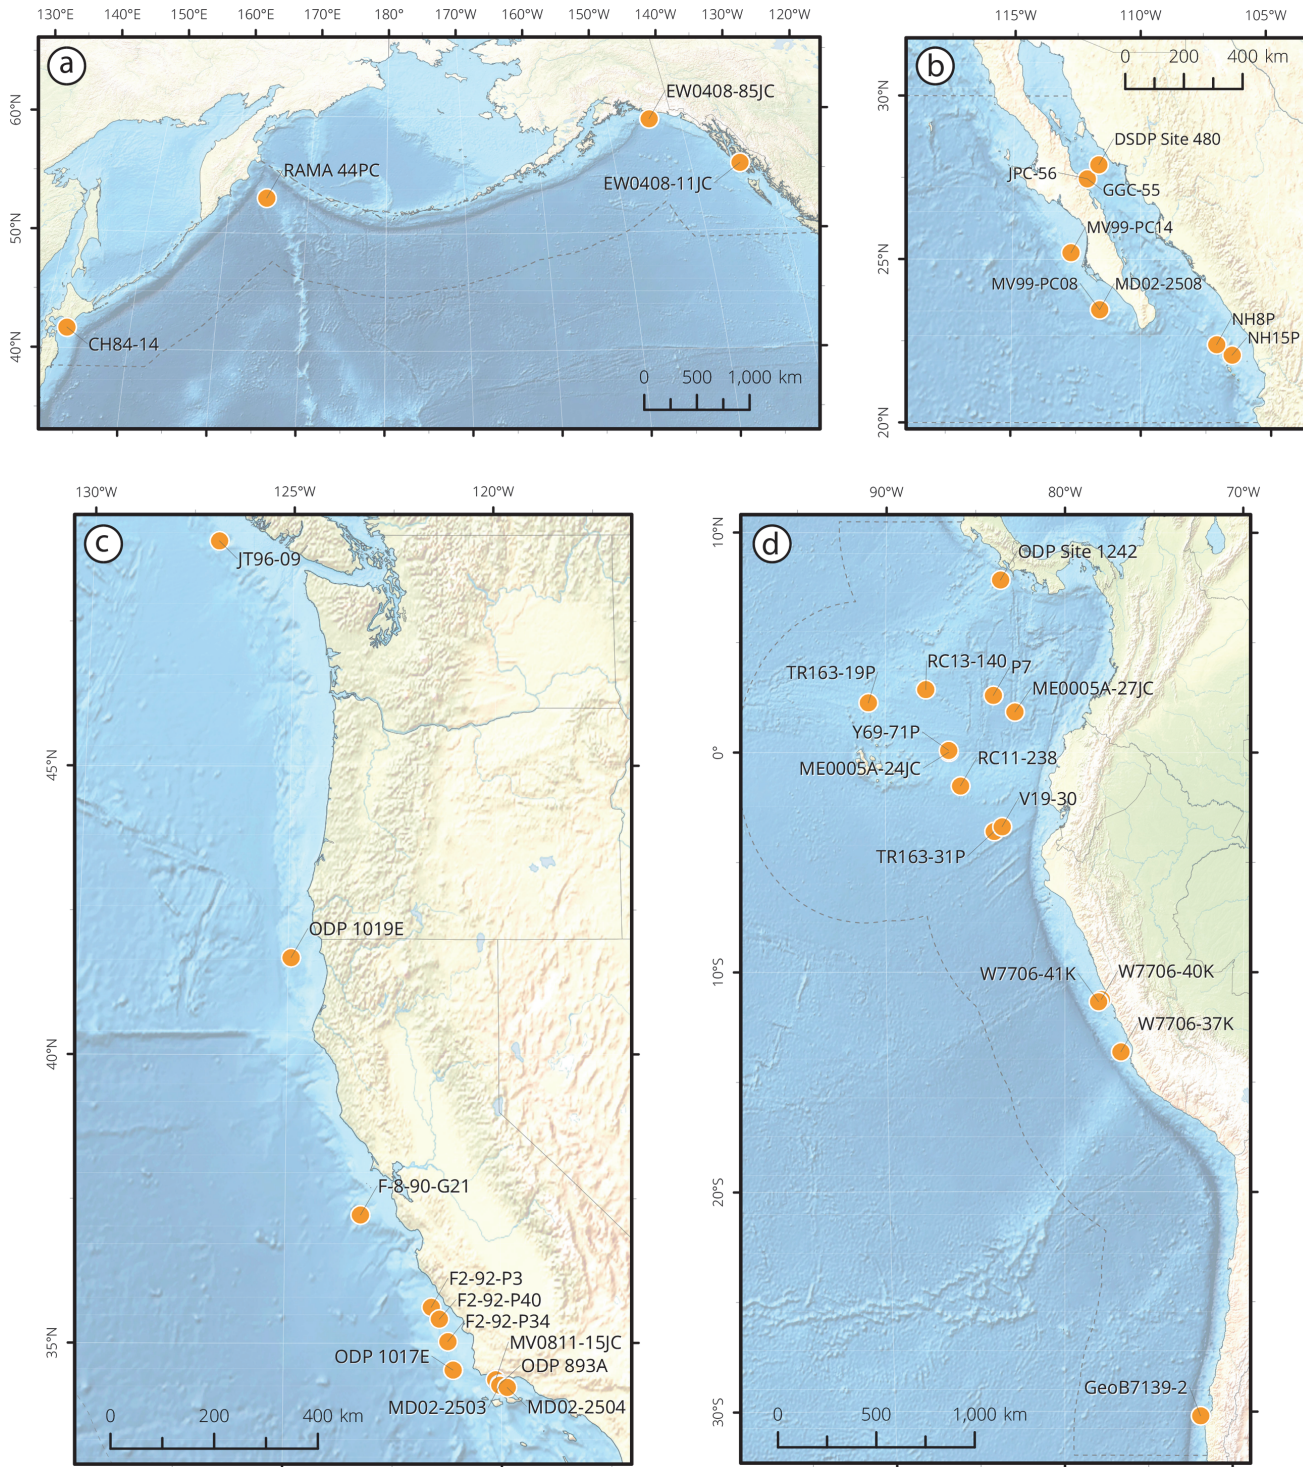 130°E 140°E 150°E 160°E 170°E 180° 170°W 160°W 150°W 140°W 130°W 120°W
a
60°N
50°N
40°N
EW0408-85JC
RAMA 44PC
EW0408-11JC
CH84-14
0 500 1,000 km
115°W 110°W 105°W
b
0 200 400 km
30°N
25°N
20°N
DSDP Site 480
JPC-56
GGC-55
MV99-PC14
MV99-PC08
MD02-2508
NH8P
NH15P
130°W 125°W 120°W
c
45°N
40°N
35°N
JT96-09
ODP 1019E
F-8-90-G21
F2-92-P3
F2-92-P40
F2-92-P34
MV0811-15JC
ODP 1017E
ODP 893A
MD02-2503
MD02-2504
0 200 400 km
90°W 80°W 70°W
d
10°N
0°
10°S
20°S
30°S
ODP Site 1242
RC13-140
P7
TR163-19P
ME0005A-27JC
Y69-71P
RC11-238
ME0005A-24JC
V19-30
TR163-31P
W7706-41K
W7706-40K
W7706-37K
GeoB7139-2
0 500 1,000 km